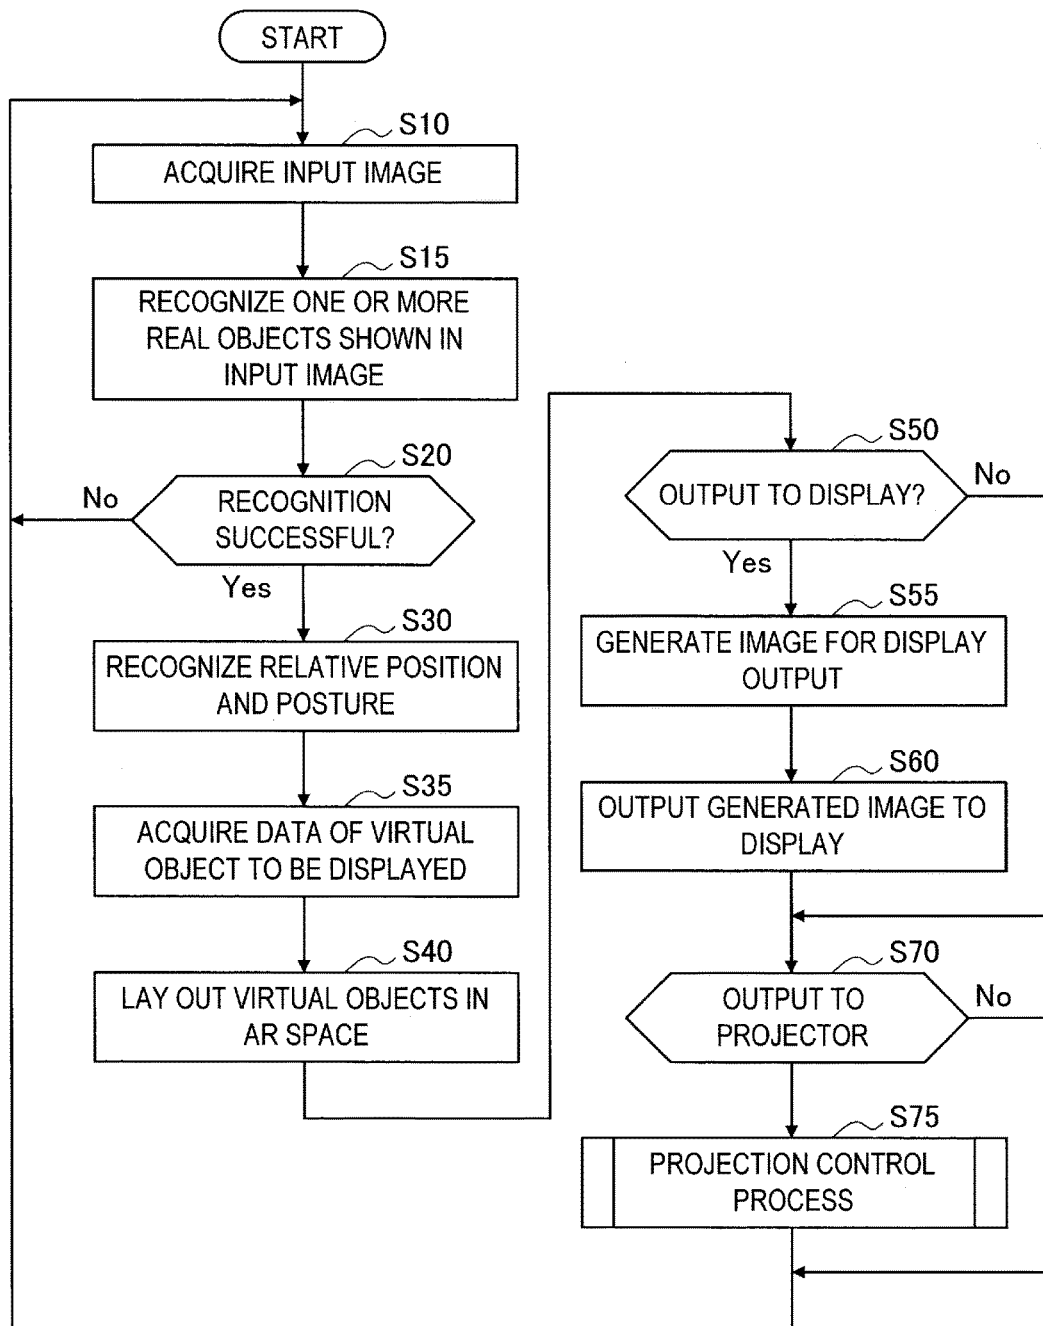 START
S10
ACQUIRE INPUT IMAGE
S15
RECOGNIZE ONE OR MORE
REAL OBJECTS SHOWN IN
INPUT IMAGE
S20
No
RECOGNITION
SUCCESSFUL?
Yes
S30
RECOGNIZE RELATIVE POSITION
AND POSTURE
S35
ACQUIRE DATA OF VIRTUAL
OBJECT TO BE DISPLAYED
S40
LAY OUT VIRTUAL OBJECTS IN
AR SPACE
S50
OUTPUT TO DISPLAY?
No
Yes
S55
GENERATE IMAGE FOR DISPLAY
OUTPUT
S60
OUTPUT GENERATED IMAGE TO
DISPLAY
S70
OUTPUT TO
PROJECTOR
No
S75
PROJECTION CONTROL
PROCESS